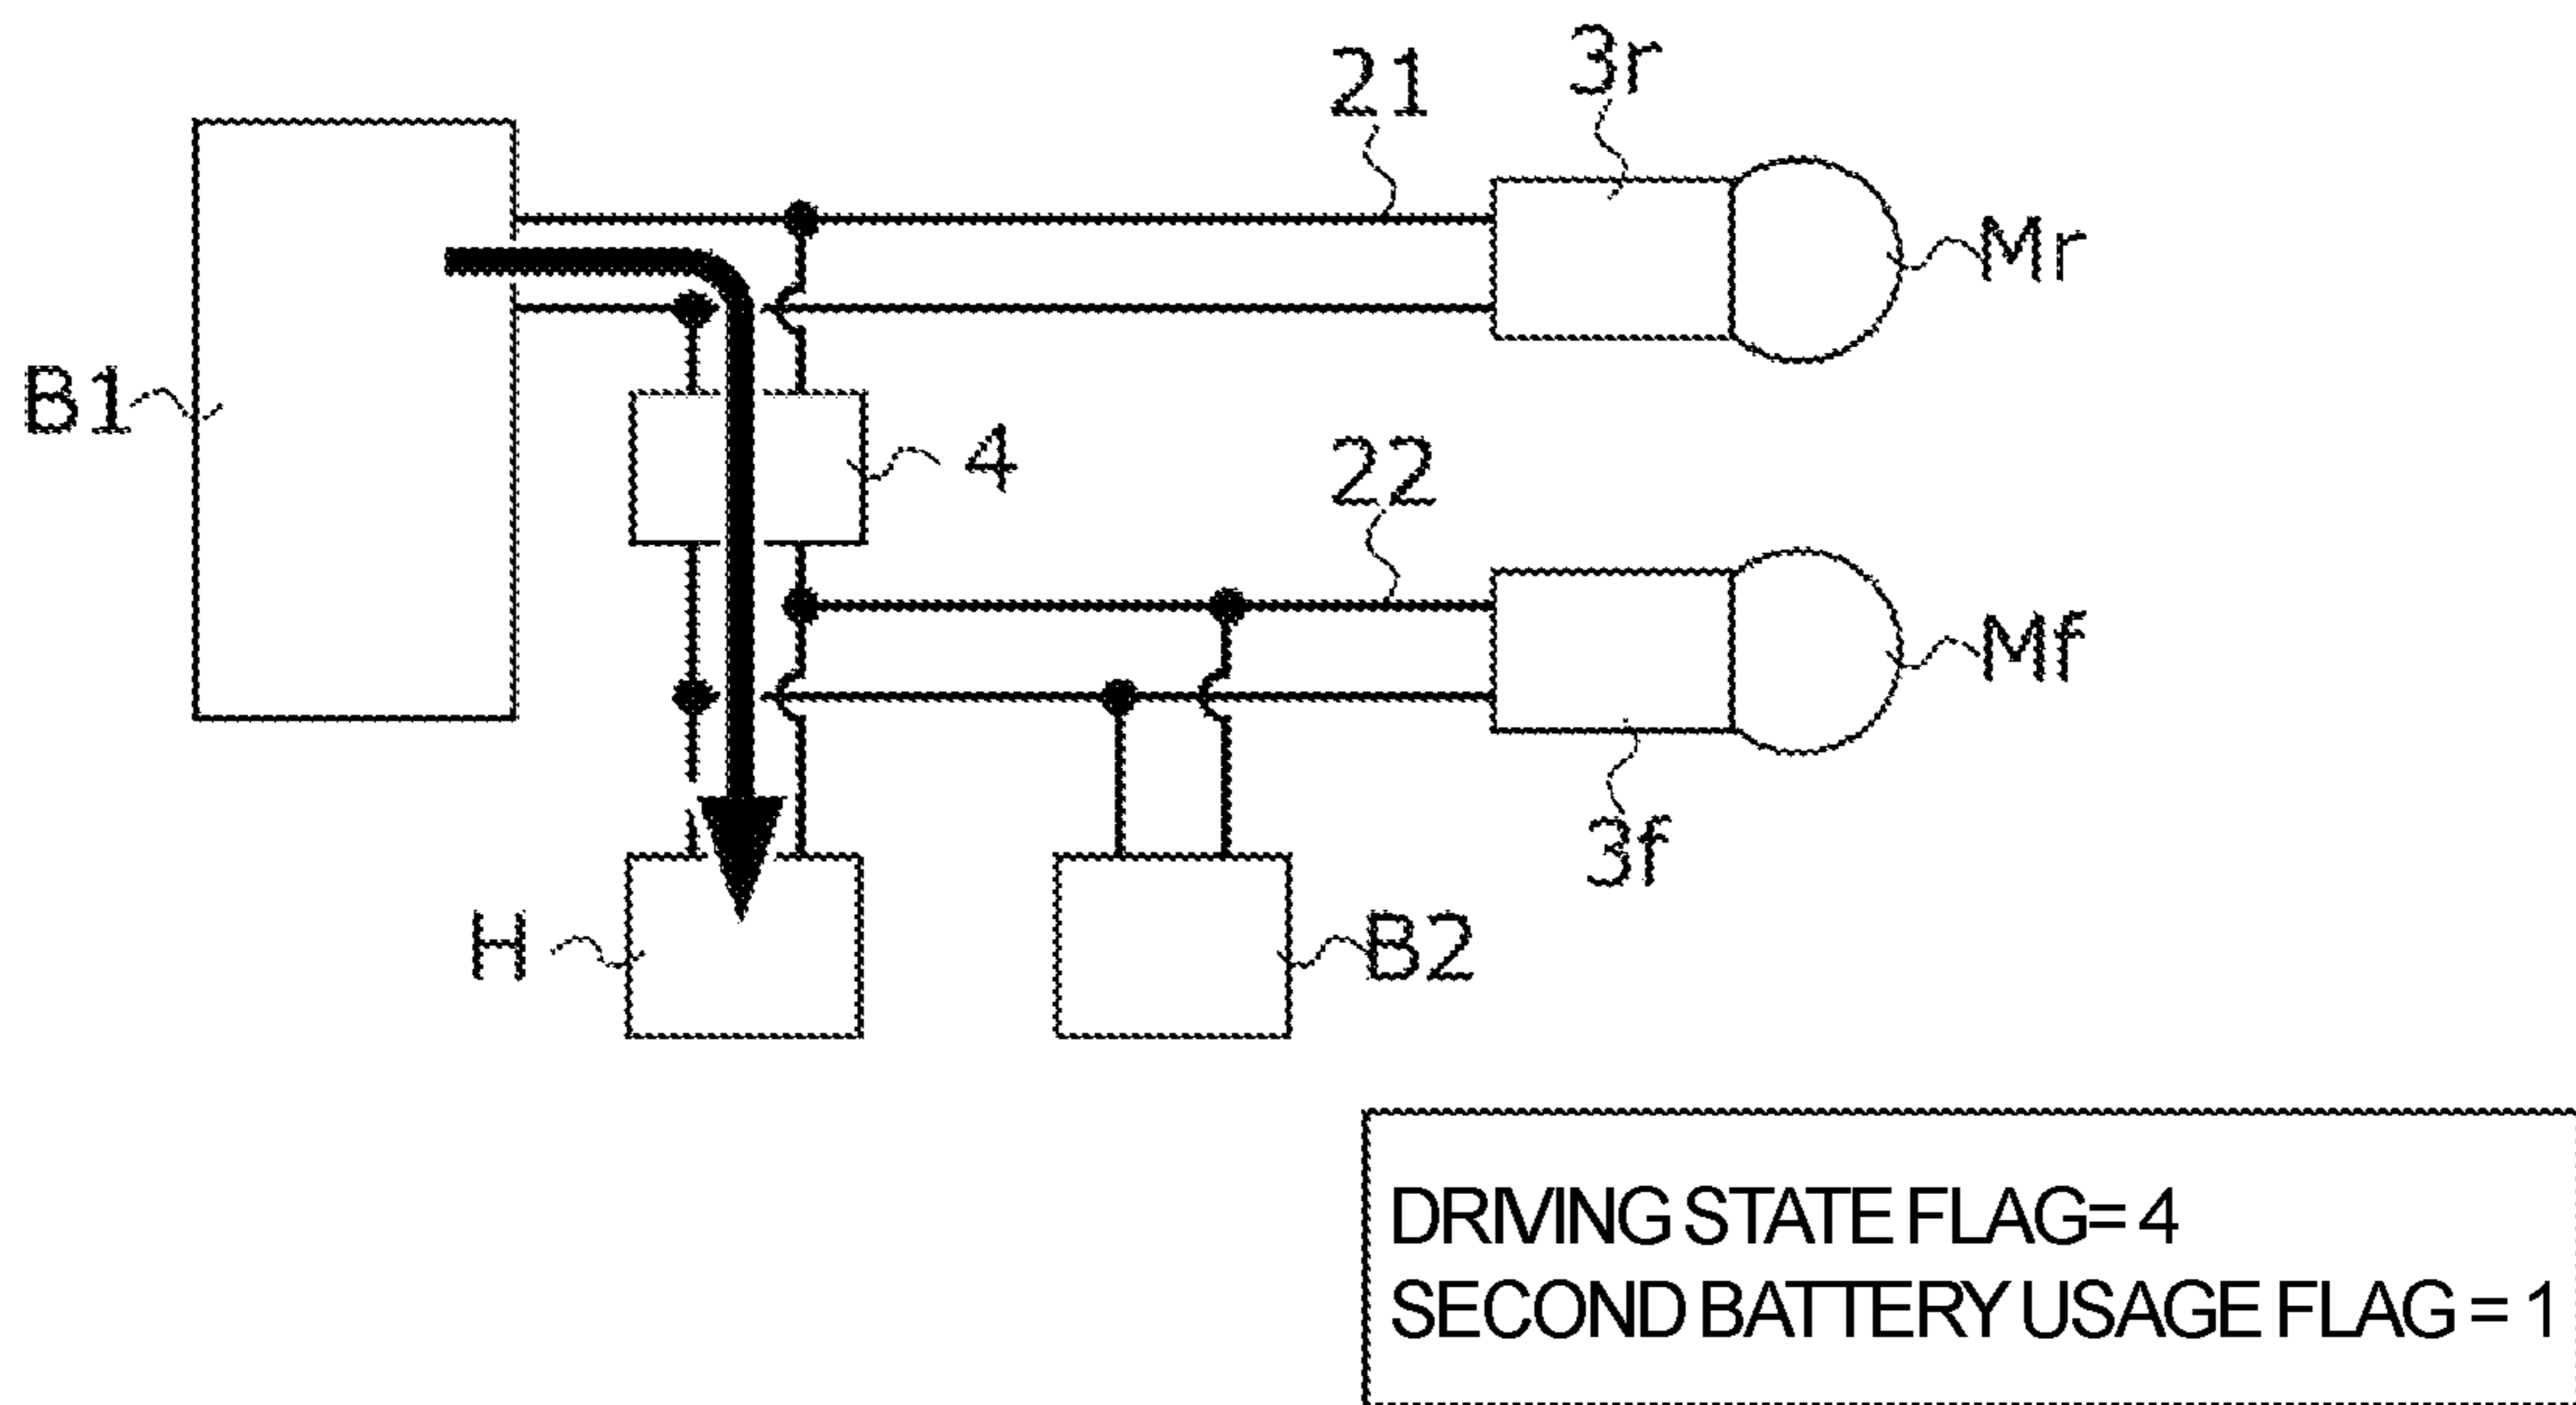 3r
21
Mr
B1
4
22
Mf
3f
H
B2
DRIVING STATE FLAG= 4
SECOND BATTERY USAGE FLAG = 1